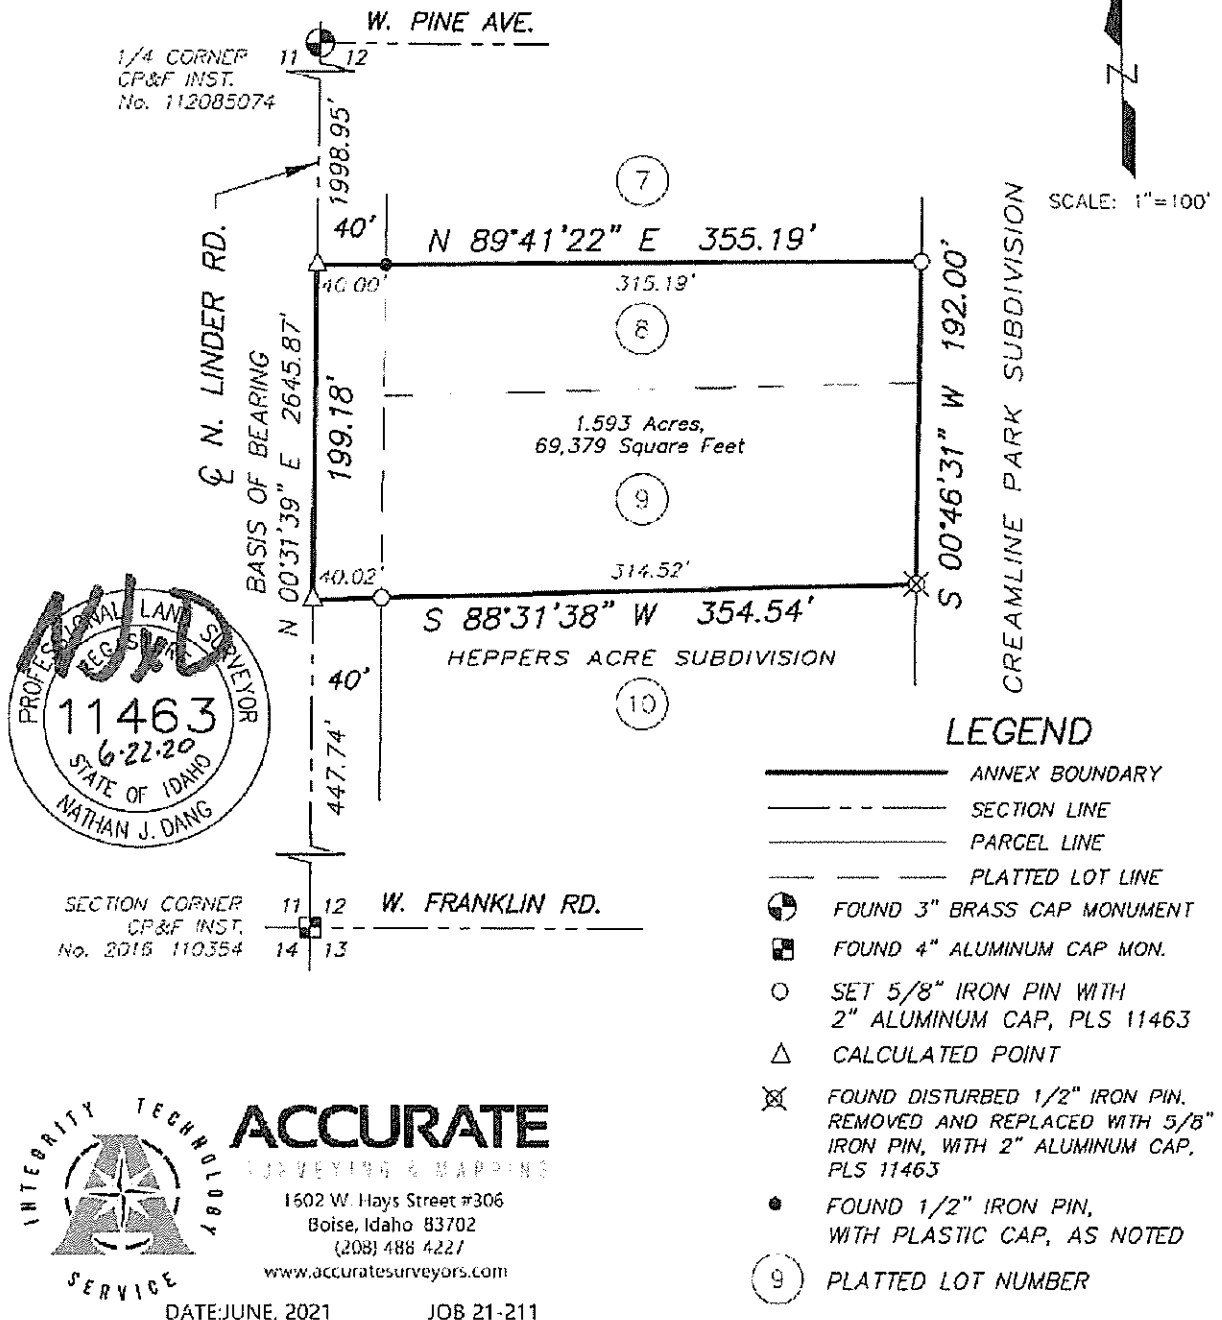 W. PINE AVE.
1/4 CORNER
CP&F INST.
No. 112085074
11 12
1998.95'
SCALE: 1"=100'
7
40'
N 89°41'22" E 355.19'
40.00'
315.19'
8
℄ N. LINDER RD.
BASIS OF BEARING
N 00°31'39" E 2645.87'
199.18'
1.593 Acres,
69,379 Square Feet
9
S 00°46'31" W 192.00'
CREAMLINE PARK SUBDIVISION
40.02'
314.52'
S 88°31'38" W 354.54'
HEPPERS ACRE SUBDIVISION
40'
10
447.74'
NJD
PROFESSIONAL LAND SURVEYOR
11463
6-22-20
STATE OF IDAHO
NATHAN J. DANG
SECTION CORNER
CP&F INST.
No. 2016 110354
11 12
14 13
W. FRANKLIN RD.
LEGEND
ANNEX BOUNDARY
SECTION LINE
PARCEL LINE
PLATTED LOT LINE
FOUND 3" BRASS CAP MONUMENT
FOUND 4" ALUMINUM CAP MON.
SET 5/8" IRON PIN WITH
2" ALUMINUM CAP, PLS 11463
CALCULATED POINT
FOUND DISTURBED 1/2" IRON PIN.
REMOVED AND REPLACED WITH 5/8"
IRON PIN, WITH 2" ALUMINUM CAP,
PLS 11463
FOUND 1/2" IRON PIN,
WITH PLASTIC CAP, AS NOTED
9 PLATTED LOT NUMBER
INTEGRITY TECHNOLOGY
SERVICE
ACCURATE
SURVEYING & MAPPING
1602 W. Hays Street #306
Boise, Idaho 83702
(208) 488 4227
www.accuratesurveyors.com
DATE:JUNE, 2021 JOB 21-211